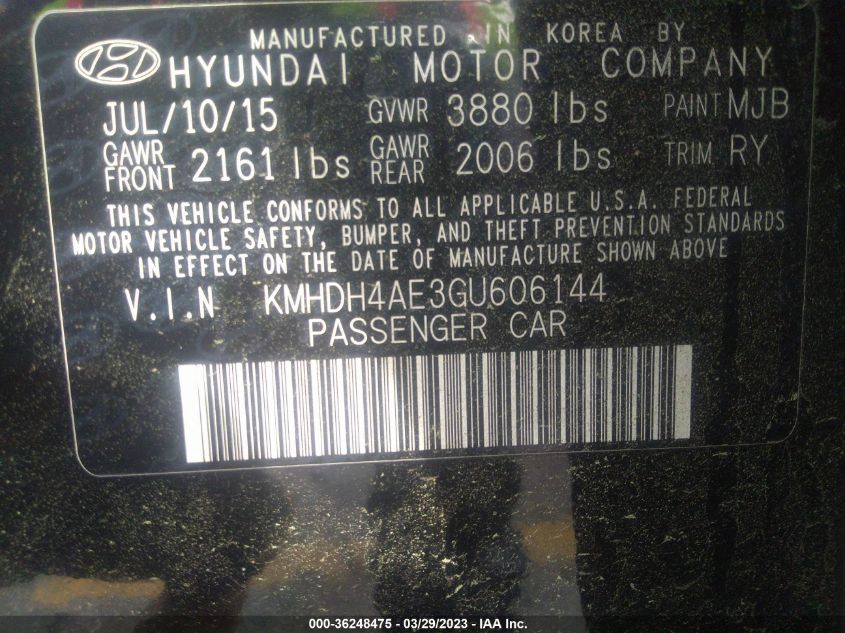 MANUFACTURED IN KOREA BY
HYUNDAI MOTOR COMPANY
JUL/10/15 GVWR 3880 lbs PAINT MJB
GAWR FRONT 2161 lbs GAWR REAR 2006 lbs TRIM RY
THIS VEHICLE CONFORMS TO ALL APPLICABLE U.S.A. FEDERAL
MOTOR VEHICLE SAFETY, BUMPER, AND THEFT PREVENTION STANDARDS
IN EFFECT ON THE DATE OF MANUFACTURE SHOWN ABOVE
V.I.N KMHDH4AE3GU606144
PASSENGER CAR
000-36248475 - 03/29/2023 - IAA Inc.